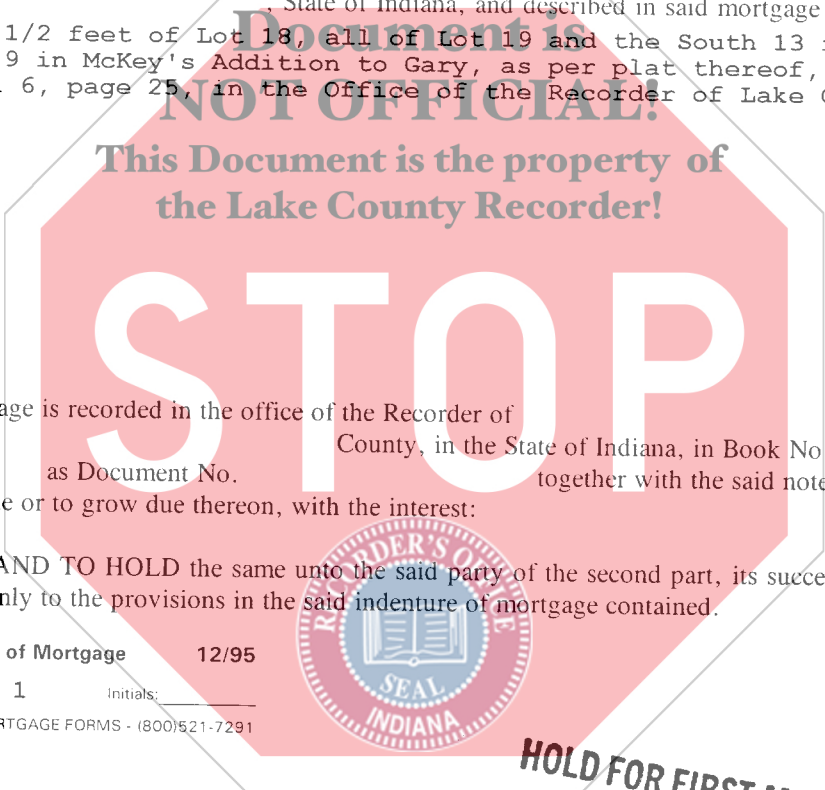 , State of Indiana, and described in said mortgage
Document is
1/2 feet of Lot 18, all of Lot 19 and the South 13
9 in McKey's Addition to Gary, as per plat thereof,
6, page 25, in the Office of the Recorder of Lake
NOT OFFICIAL!
This Document is the property of
the Lake County Recorder!
STOP
age is recorded in the office of the Recorder of
County, in the State of Indiana, in Book No
as Document No. together with the said note
e or to grow due thereon, with the interest:
AND TO HOLD the same unto the said party of the second part, its succe
nly to the provisions in the said indenture of mortgage contained.
of Mortgage 12/95
1 Initials:
RTGAGE FORMS - (800)521-7291
RECORDER'S OFFICE
SEAL
INDIANA
HOLD FOR FIRST